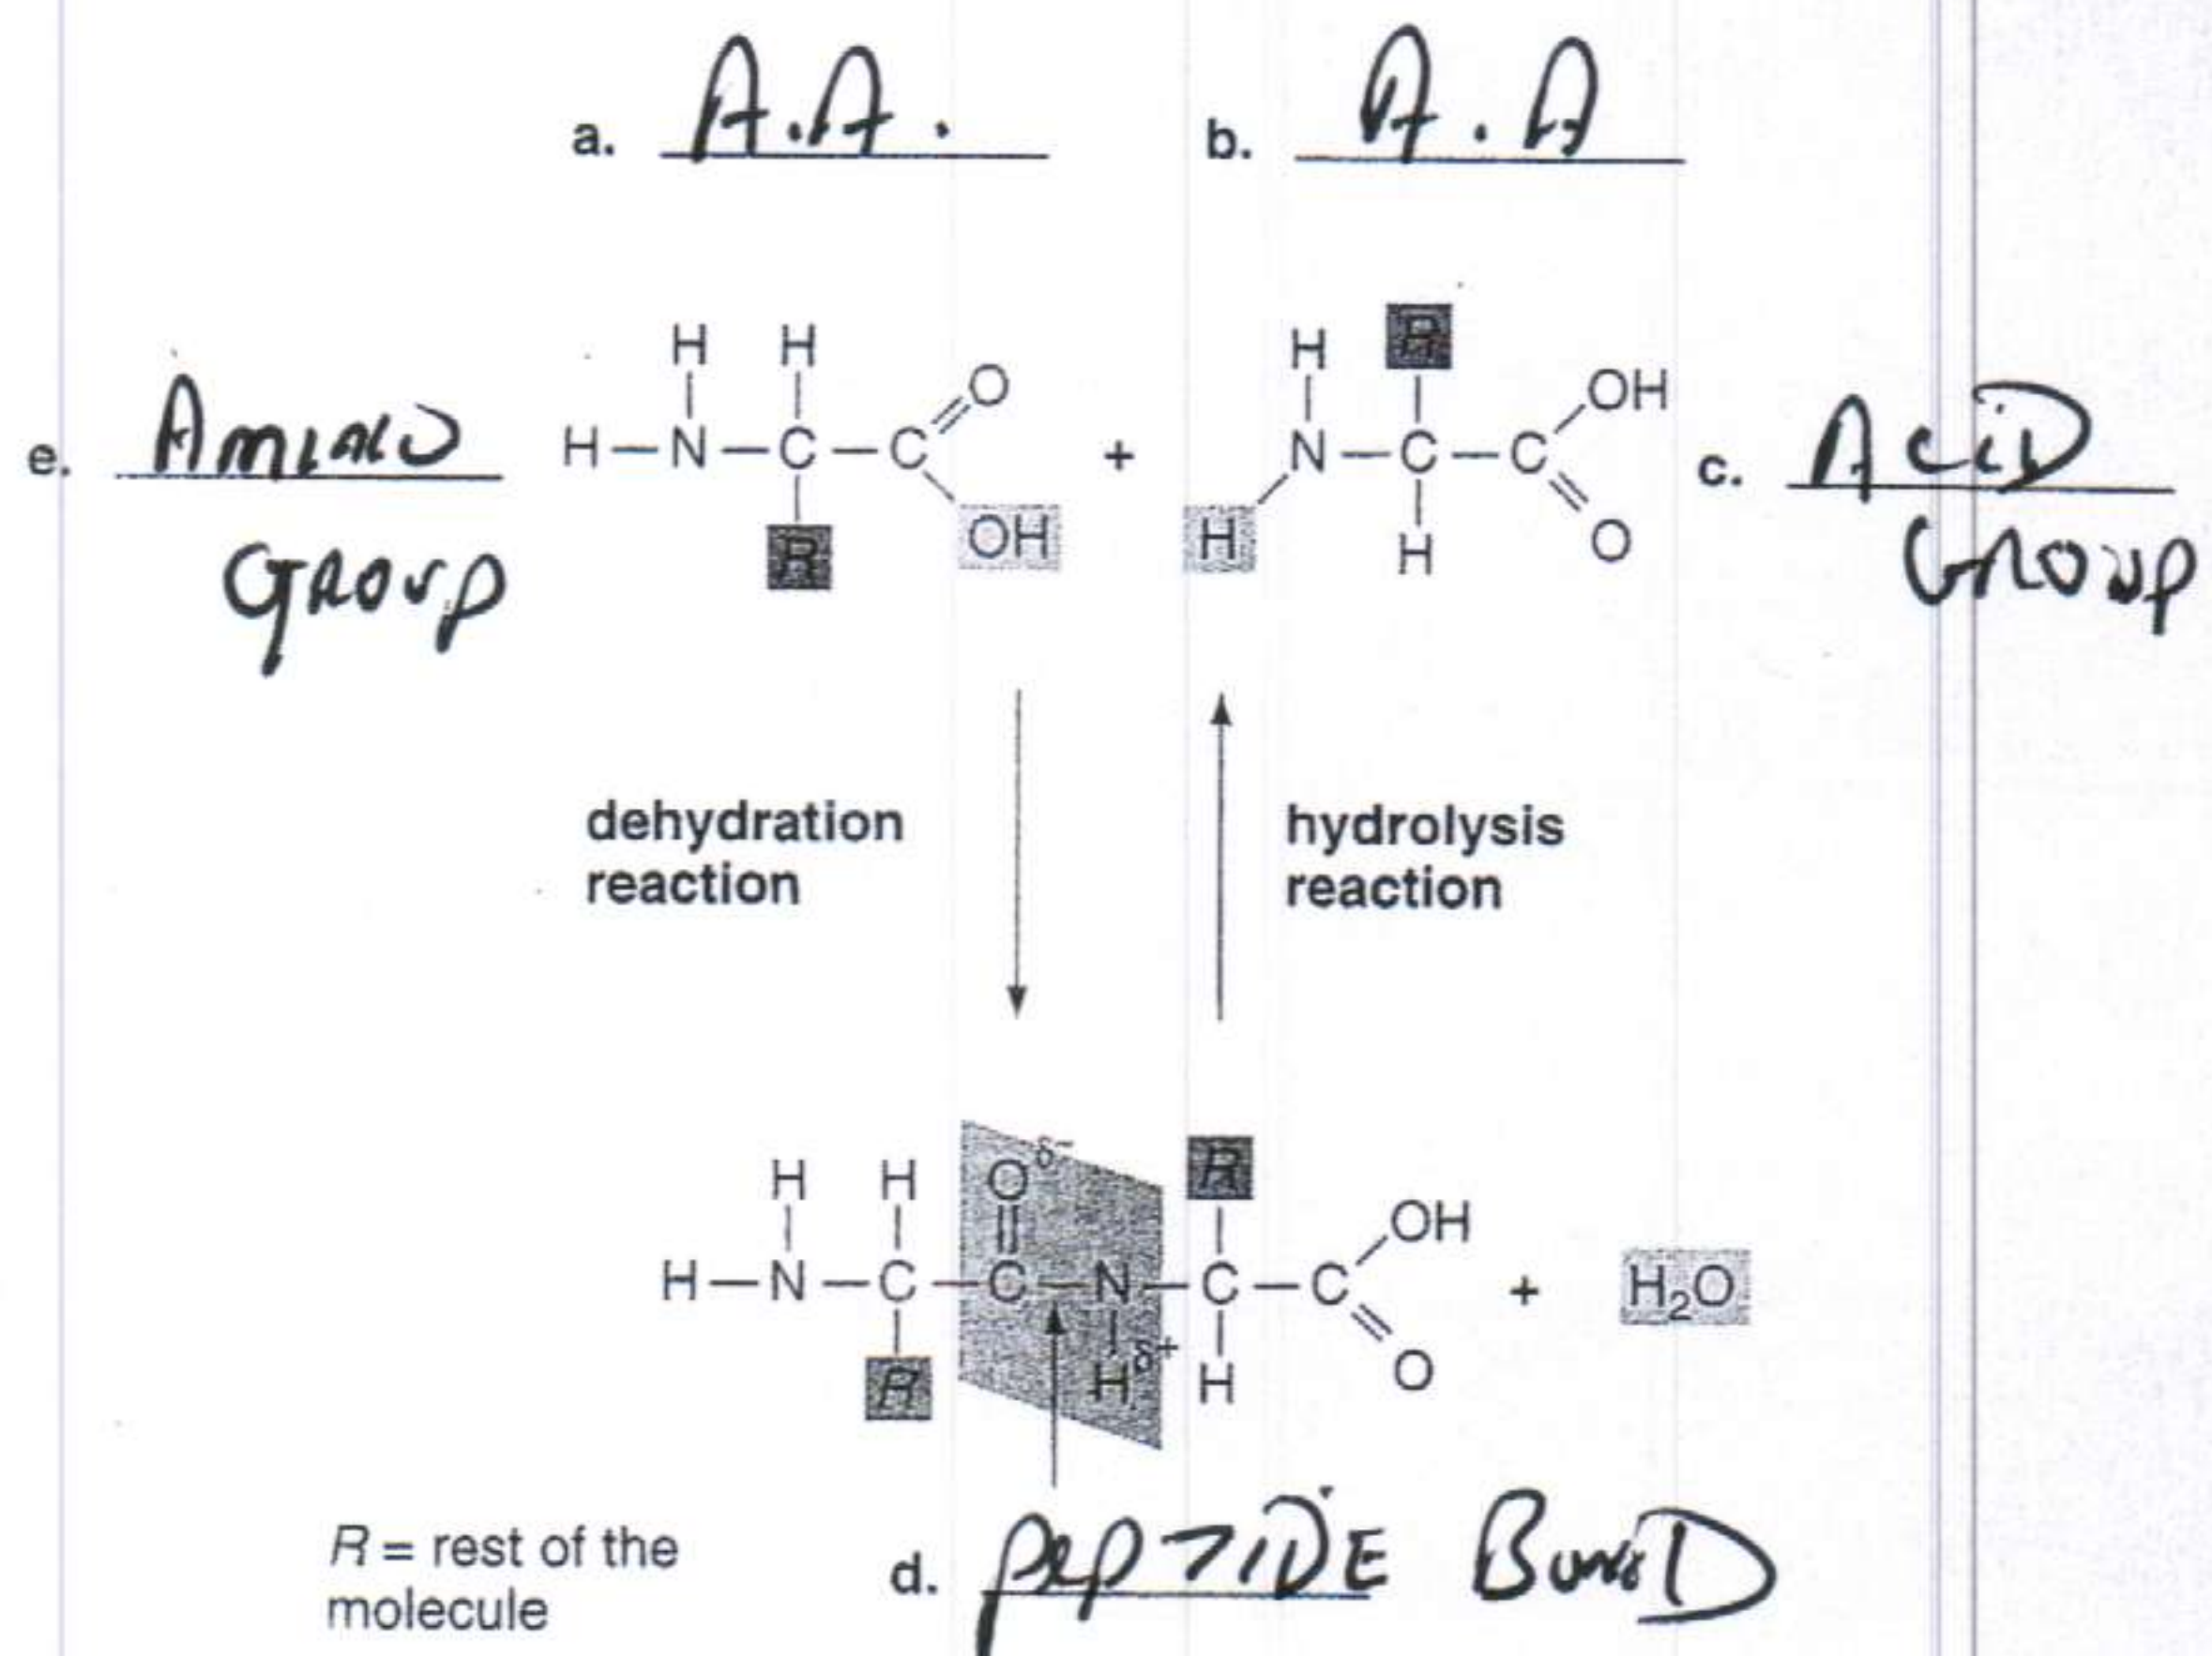 a. A.A. b. A.A
H H H R
O OH
e. Amino H—N—C—C + N—C—C c. Acid
Group R OH H H O Group
dehydration hydrolysis
reaction reaction
H H O δ− R
OH
H—N—C—C—N—C—C + H₂O
R H δ+ H O
R = rest of the d. peptide Bond
molecule